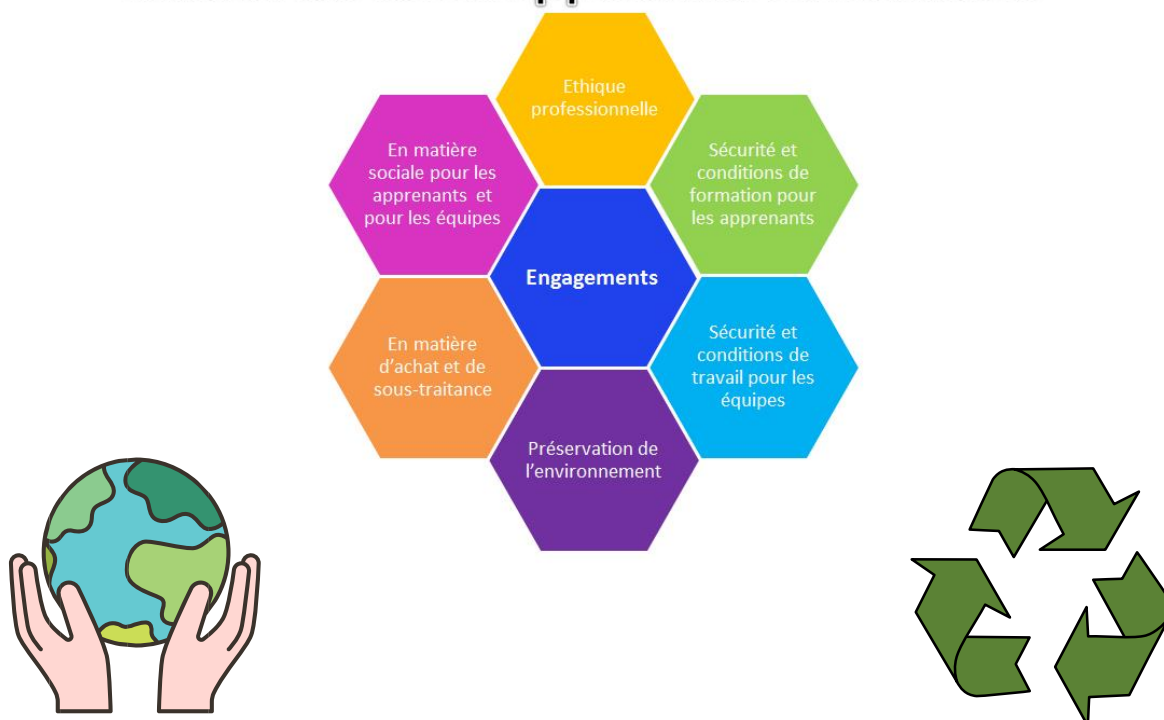 Ethique
professionnelle
En matière
sociale pour les
apprenants et
pour les équipes
Sécurité et
conditions de
formation pour
les apprenants
Engagements
En matière
d'achat et de
sous-traitance
Sécurité et
conditions de
travail pour les
équipes
Préservation de
l'environnement